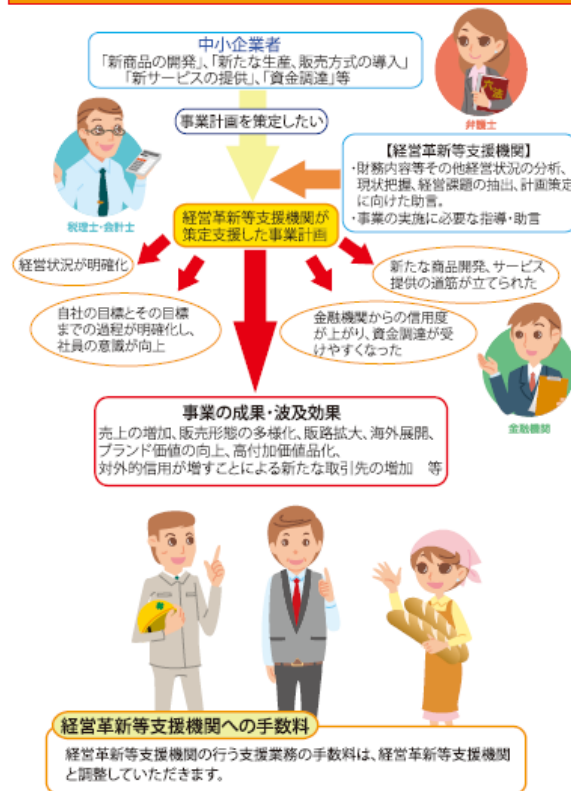 中小企業者
「新商品の開発」、「新たな生産、販売方式の導入」
「新サービスの提供」、「資金調達」等
事業計画を策定したい
弁護士
六法
税理士・会計士
【経営革新等支援機関】
・財務内容等その他経営状況の分析、
現状把握、経営課題の抽出、計画策定
に向けた助言。
・事業の実施に必要な指導・助言
経営革新等支援機関が
策定支援した事業計画
経営状況が明確化
新たな商品開発、サービス
提供の道筋が立てられた
自社の目標とその目標
までの過程が明確化し、
社員の意識が向上
金融機関からの信用度
が上がり、資金調達が受
けやすくなった
金融機関
事業の成果・波及効果
売上の増加、販売形態の多様化、販路拡大、海外展開、
ブランド価値の向上、高付加価値品化、
対外的信用が増すことによる新たな取引先の増加　等
経営革新等支援機関への手数料
経営革新等支援機関の行う支援業務の手数料は、経営革新等支援機関
と調整していただきます。